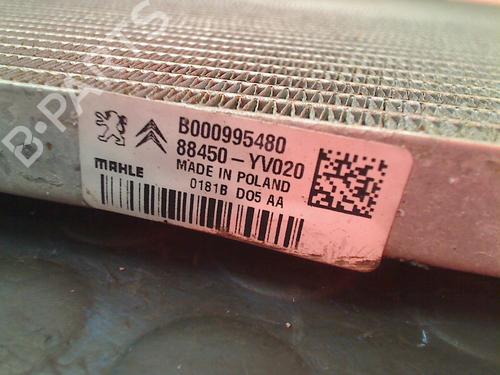 B-PARTS
B000995480
88450-YV020
MADE IN POLAND
MAHLE
0181B D05 AA